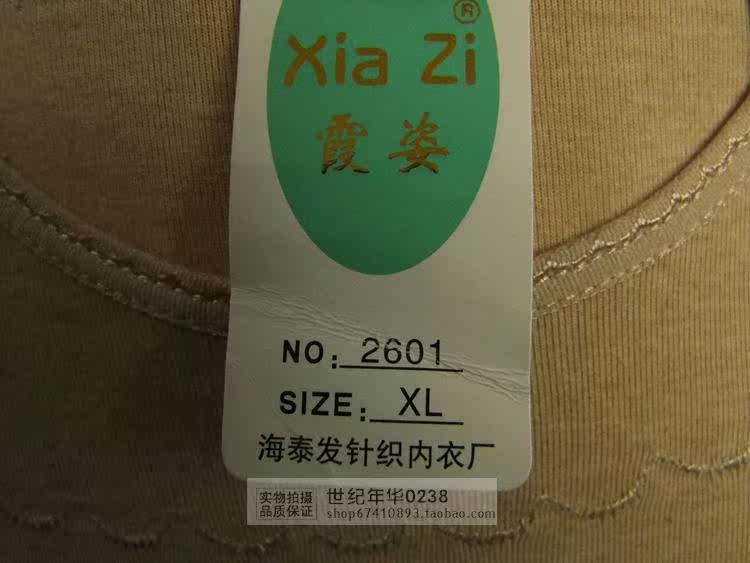 ®
Xia Zi
霞姿
NO: 2601
SIZE: XL
海泰发针织内衣厂
实物拍摄 世纪年华0238
品质保证 shop67410893.taobao.com